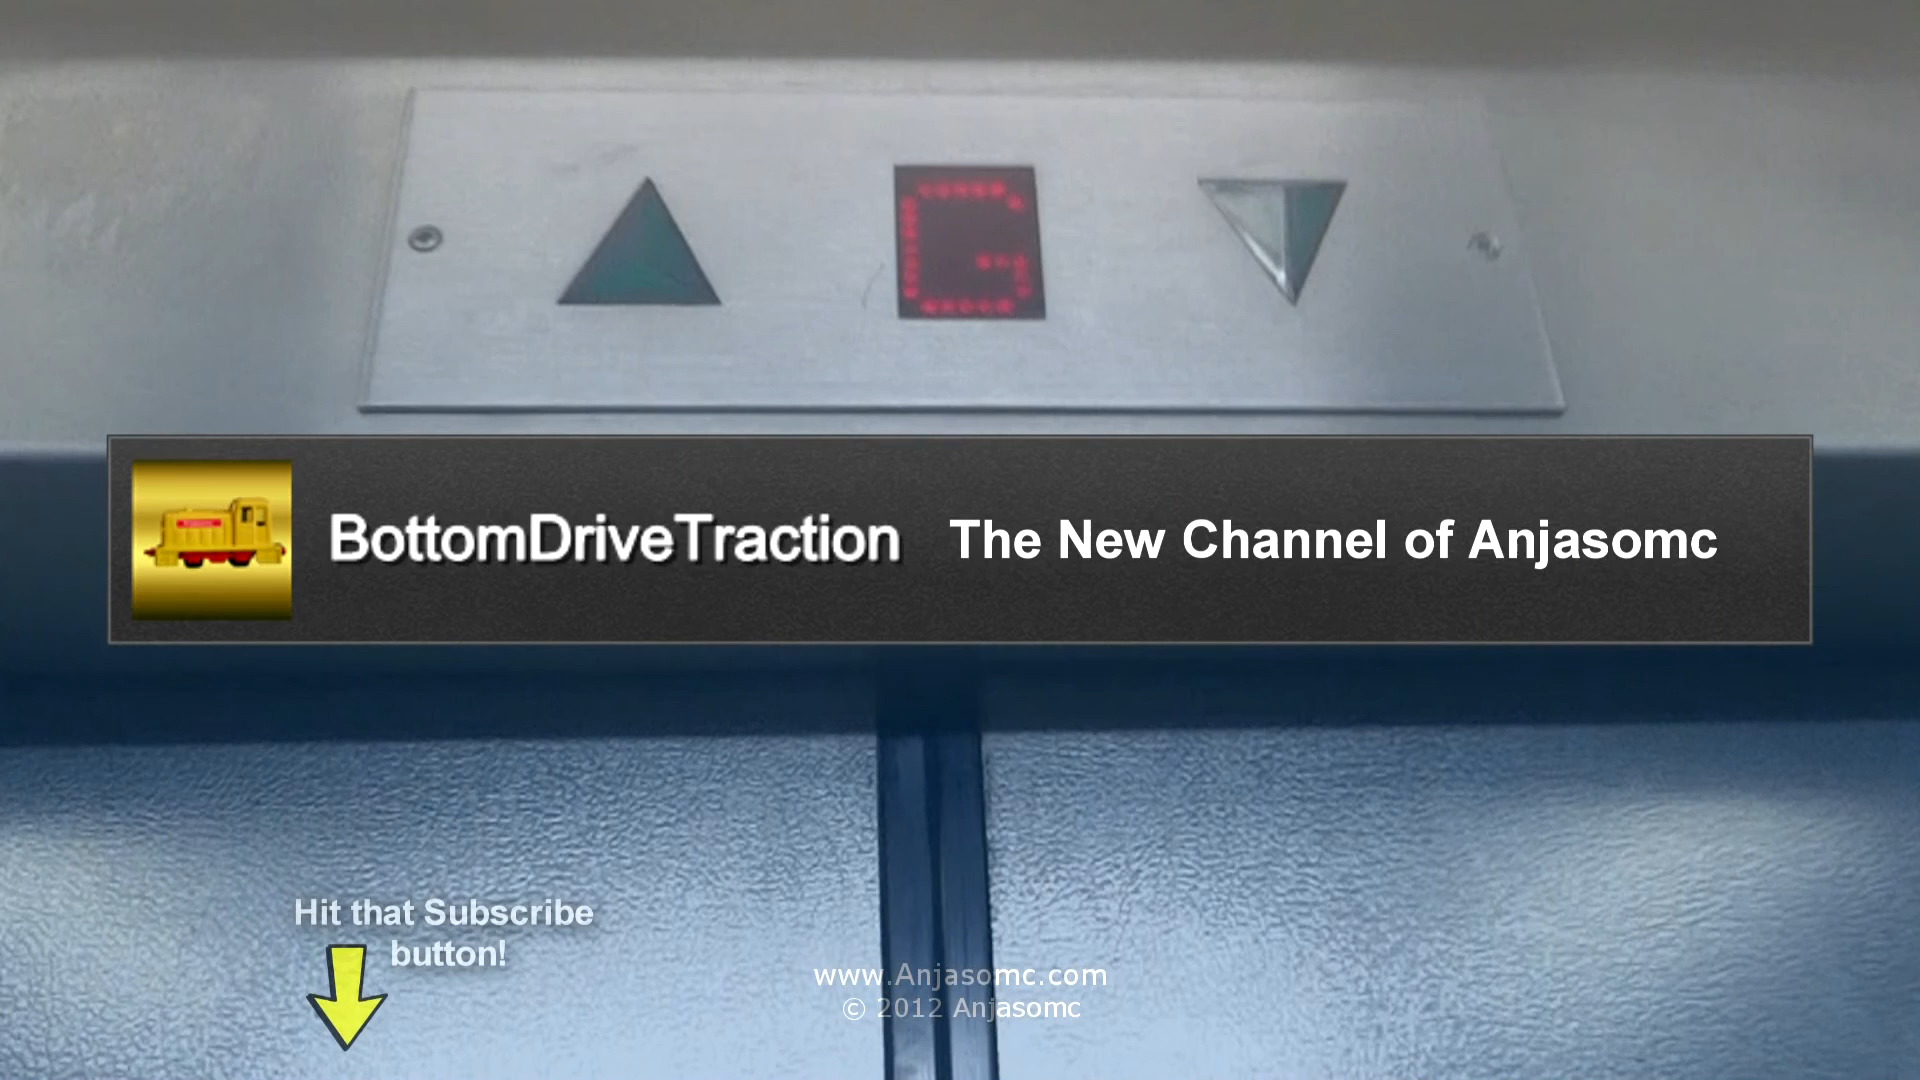 G
BottomDriveTraction The New Channel of Anjasomc
Hit that Subscribe
button!
www.Anjasomc.com
© 2012 Anjasomc